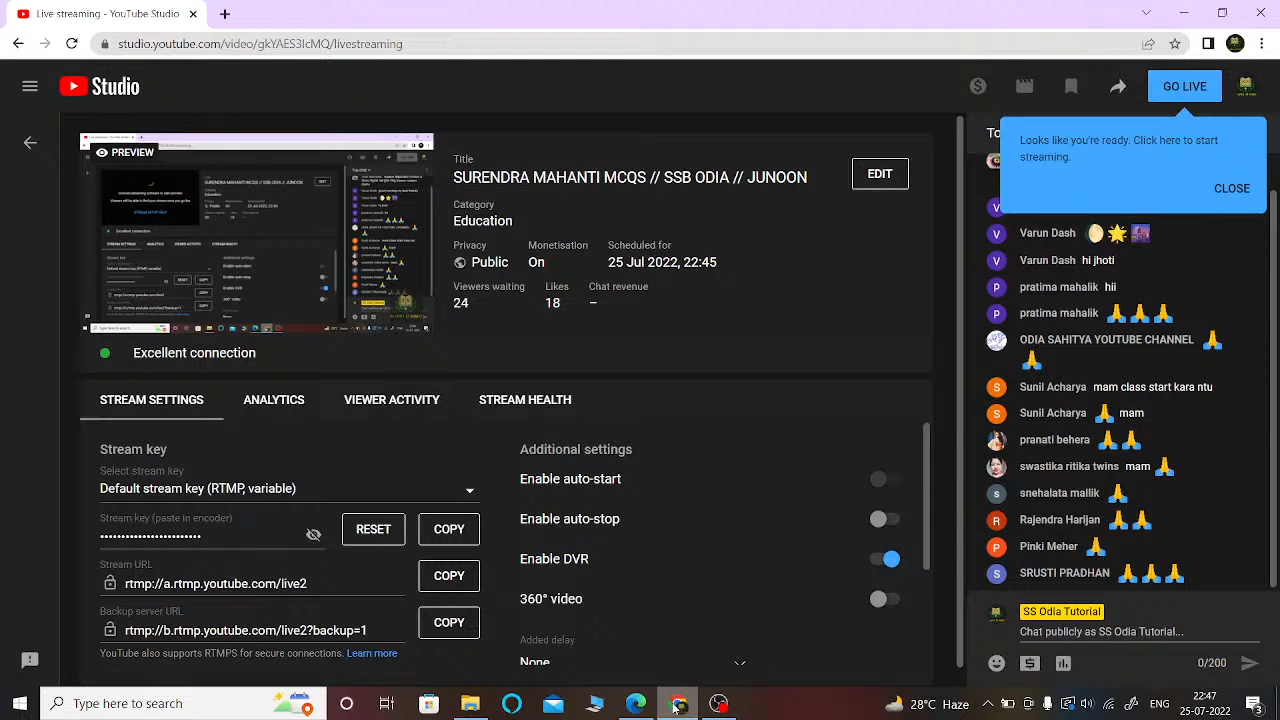 Live streaming - YouTube Studio
studio.youtube.com/video/gkYAES3IcMQ/livestreaming
Studio
GO LIVE
Looks like you're ready. Click here to start
streaming.
CLOSE
To
PREVIEW
Title
SURENDRA MAHANTI MCQS // SSB ODIA // JUNOON
EDIT
Category
Education
Privacy
Monetisation
Scheduled for
Public
On
25 Jul 2022, 22:45
Viewers waiting
Likes
Chat revenue
24
18
–
Excellent connection
STREAM SETTINGS
ANALYTICS
VIEWER ACTIVITY
STREAM HEALTH
Stream key
Select stream key
Default stream key (RTMP, variable)
Stream key (paste in encoder)
•••••••••••••••••••••
RESET
COPY
Stream URL
rtmp://a.rtmp.youtube.com/live2
COPY
Backup server URL
rtmp://b.rtmp.youtube.com/live2?backup=1
COPY
YouTube also supports RTMPS for secure connections. Learn more
Additional settings
Enable auto-start
Enable auto-stop
Enable DVR
360° video
Added delay
None
V
V Varun Dash
V Varun Dash hi jhoti
P pratima malasik hii
P pratima malasik 🙏🙏🙏
ODIA SAHITYA YOUTUBE CHANNEL 🙏
🙏
S Sunil Acharya mam class start kara ntu
S Sunil Acharya 🙏 mam
pranati behera 🙏🙏
swastika ritika twins mam 🙏
s snehalata mallik 🙏
R Rajendra Harijan 🙏🙏
P Pinki Meher 🙏
S SRUSTI PRADHAN 🙏🙏🙏
SS Odia Tutorial
Chat publicly as SS Odia Tutorial...
0/200
Type here to search
28°C Haze
ENG
22:47
25-07-2022
3